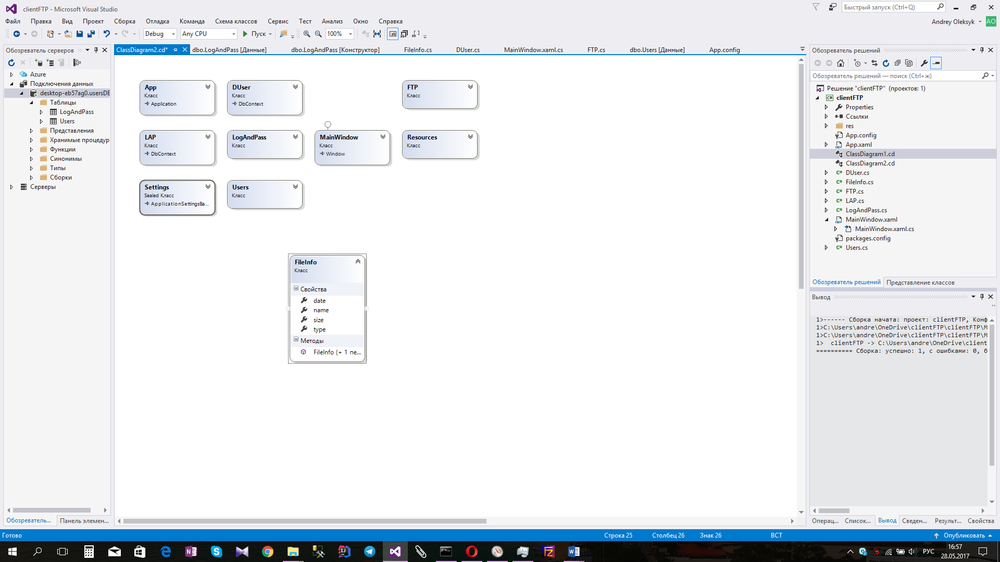 clientFTP - Microsoft Visual Studio
Быстрый запуск (Ctrl+Q)
Файл Правка Вид Проект Сборка Отладка Команда Схема классов Сервис Тест Анализ Окно Справка
Andrey Oleksyk AO
Debug Any CPU Пуск 100%
Обозреватель серверов
ClassDiagram2.cd* dbo.LogAndPass [Данные] dbo.LogAndPass [Конструктор] FileInfo.cs DUser.cs MainWindow.xaml.cs FTP.cs dbo.Users [Данные] App.config
Azure
Подключения данных
desktop-eb57ag0.usersDE
Таблицы
LogAndPass
Users
Представления
Хранимые процедур
Функции
Синонимы
Типы
Сборки
Серверы
Обозреватель... Панель элемен...
App
Класс
Application
DUser
Класс
DbContext
FTP
Класс
LAP
Класс
DbContext
LogAndPass
Класс
MainWindow
Класс
Window
Resources
Класс
Settings
Sealed Класс
ApplicationSettingsBa...
Users
Класс
FileInfo
Класс
Свойства
date
name
size
type
Методы
FileInfo (+ 1 пе...
Обозреватель решений
Обозреватель решений — поиск (Ctrl+ж)
Решение "clientFTP" (проектов: 1)
C# clientFTP
Properties
Ссылки
res
App.config
App.xaml
ClassDiagram1.cd
ClassDiagram2.cd
C# DUser.cs
C# FileInfo.cs
C# FTP.cs
C# LAP.cs
C# LogAndPass.cs
MainWindow.xaml
MainWindow.xaml.cs
packages.config
C# Users.cs
Обозреватель решений Представление классов
Вывод
1>------ Сборка начата: проект: clientFTP, Конф
1>C:\Users\andre\OneDrive\clientFTP\clientFTP\M
1>C:\Users\andre\OneDrive\clientFTP\clientFTP\M
1>  clientFTP -> C:\Users\andre\OneDrive\client
========== Сборка: успешно: 1, с ошибками: 0, б
Операц... Список... Вывод Сведен... Результ... Свойства
Готово Строка 25 Столбец 26 Знак 26 ВСТ Опубликовать
РУС
16:57
28.05.2017